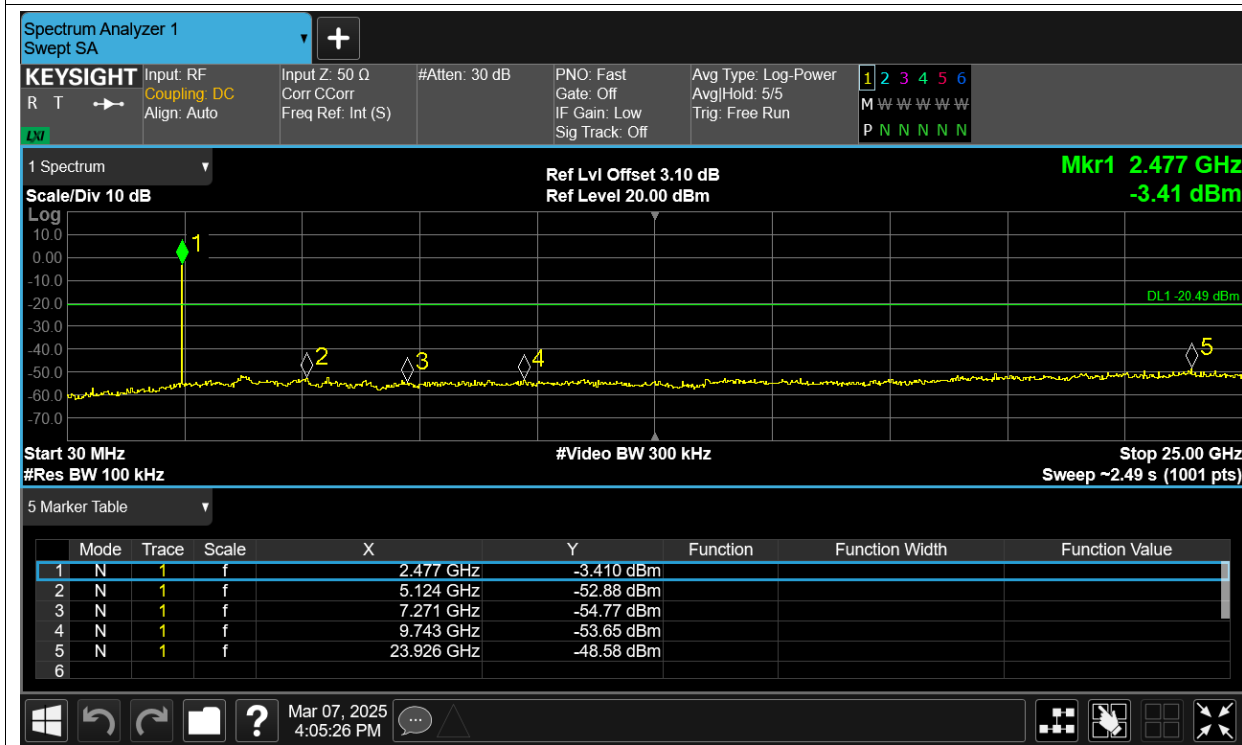 Spectrum Analyzer 1
Swept SA
KEYSIGHT Input: RF Input Z: 50 Ω #Atten: 30 dB PNO: Fast Avg Type: Log-Power 1 2 3 4 5 6
R T Coupling: DC Corr CCorr Gate: Off Avg|Hold: 5/5 M W W W W W
Align: Auto Freq Ref: Int (S) IF Gain: Low Trig: Free Run
LXI Sig Track: Off P N N N N N
1 Spectrum Ref Lvl Offset 3.10 dB Mkr1 2.477 GHz
Scale/Div 10 dB Ref Level 20.00 dBm -3.41 dBm
Log
10.0
1
0.00
-10.0
DL1 -20.49 dBm
-20.0
-30.0
-40.0
2 3 4 5
-50.0
-60.0
-70.0
Start 30 MHz #Video BW 300 kHz Stop 25.00 GHz
#Res BW 100 kHz Sweep ~2.49 s (1001 pts)
5 Marker Table
Mode Trace Scale X Y Function Function Width Function Value
1 N 1 f 2.477 GHz -3.410 dBm
2 N 1 f 5.124 GHz -52.88 dBm
3 N 1 f 7.271 GHz -54.77 dBm
4 N 1 f 9.743 GHz -53.65 dBm
5 N 1 f 23.926 GHz -48.58 dBm
6
? Mar 07, 2025
4:05:26 PM